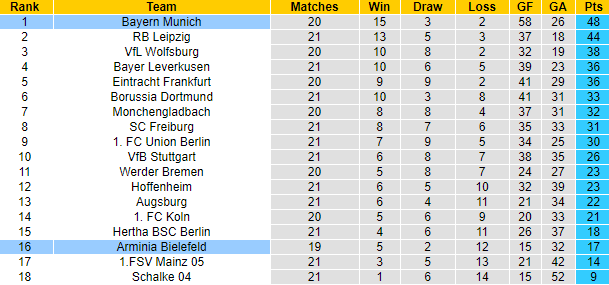 Rank Team Matches Win Draw Loss GF GA Pts
1 Bayern Munich 20 15 3 2 58 26 48
2 RB Leipzig 21 13 5 3 37 18 44
3 VfL Wolfsburg 20 10 8 2 32 19 38
4 Bayer Leverkusen 21 10 6 5 39 23 36
5 Eintracht Frankfurt 20 9 9 2 41 29 36
6 Borussia Dortmund 21 10 3 8 41 31 33
7 Monchengladbach 20 8 8 4 37 31 32
8 SC Freiburg 21 8 7 6 35 33 31
9 1. FC Union Berlin 21 7 9 5 34 25 30
10 VfB Stuttgart 21 6 8 7 38 35 26
11 Werder Bremen 20 5 8 7 24 27 23
12 Hoffenheim 21 6 5 10 32 39 23
13 Augsburg 21 6 4 11 21 34 22
14 1. FC Koln 20 5 6 9 20 33 21
15 Hertha BSC Berlin 21 4 6 11 26 37 18
16 Arminia Bielefeld 19 5 2 12 15 32 17
17 1.FSV Mainz 05 21 3 5 13 21 42 14
18 Schalke 04 21 1 6 14 15 52 9